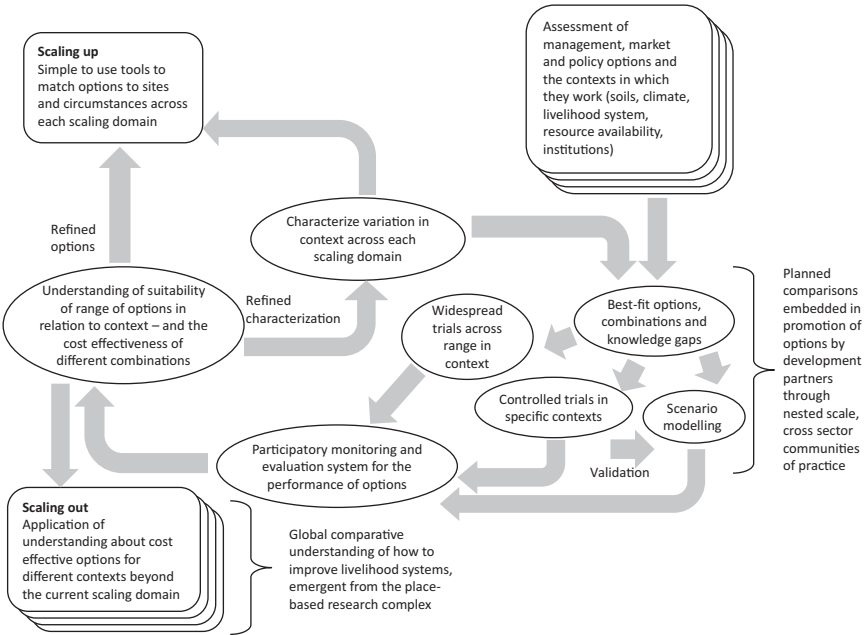 Scaling up
Simple to use tools to
match options to sites
and circumstances across
each scaling domain
Assessment of
management, market
and policy options and
the contexts in which
they work (soils, climate,
livelihood system,
resource availability,
institutions)
Refined
options
Characterize variation in
context across each
scaling domain
Understanding of suitability
of range of options in
relation to context – and the
cost effectiveness of
different combinations
Refined
characterization
Widespread
trials across
range in
context
Best-fit options,
combinations and
knowledge gaps
Controlled trials in
specific contexts
Scenario
modelling
Validation
Planned
comparisons
embedded in
promotion of
options by
development
partners
through
nested scale,
cross sector
communities
of practice
Participatory monitoring and
evaluation system for the
performance of options
Scaling out
Application of
understanding about cost
effective options for
different contexts beyond
the current scaling domain
Global comparative
understanding of how to
improve livelihood systems,
emergent from the place-
based research complex